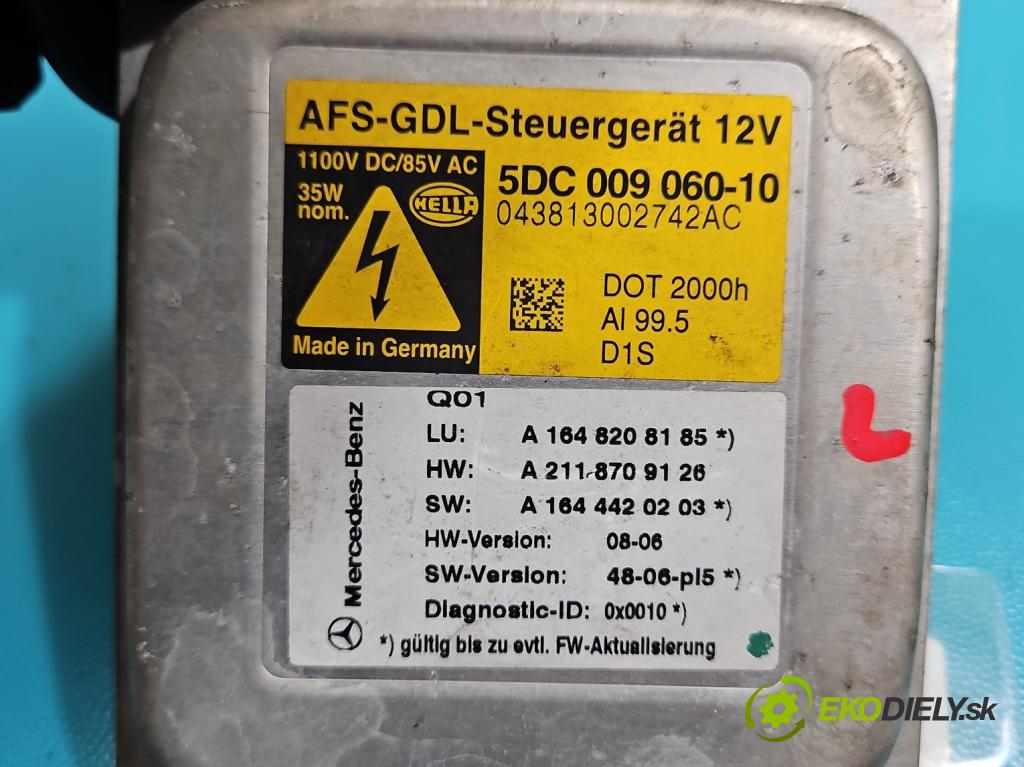 AFS-GDL-Steuergerät 12V
1100V DC/85V AC
35W
nom.
HELLA
Made in Germany
5DC 009 060-10
043813002742AC
DOT 2000h
Al 99.5
D1S
Mercedes-Benz
Q01
LU: A 164 820 81 85 *)
HW: A 211 870 91 26
SW: A 164 442 02 03 *)
HW-Version: 08-06
SW-Version: 48-06-pl5 *)
Diagnostic-ID: 0x0010 *)
*) gültig bis zu evtl. FW-Aktualisierung
L
EKODIELY.sk